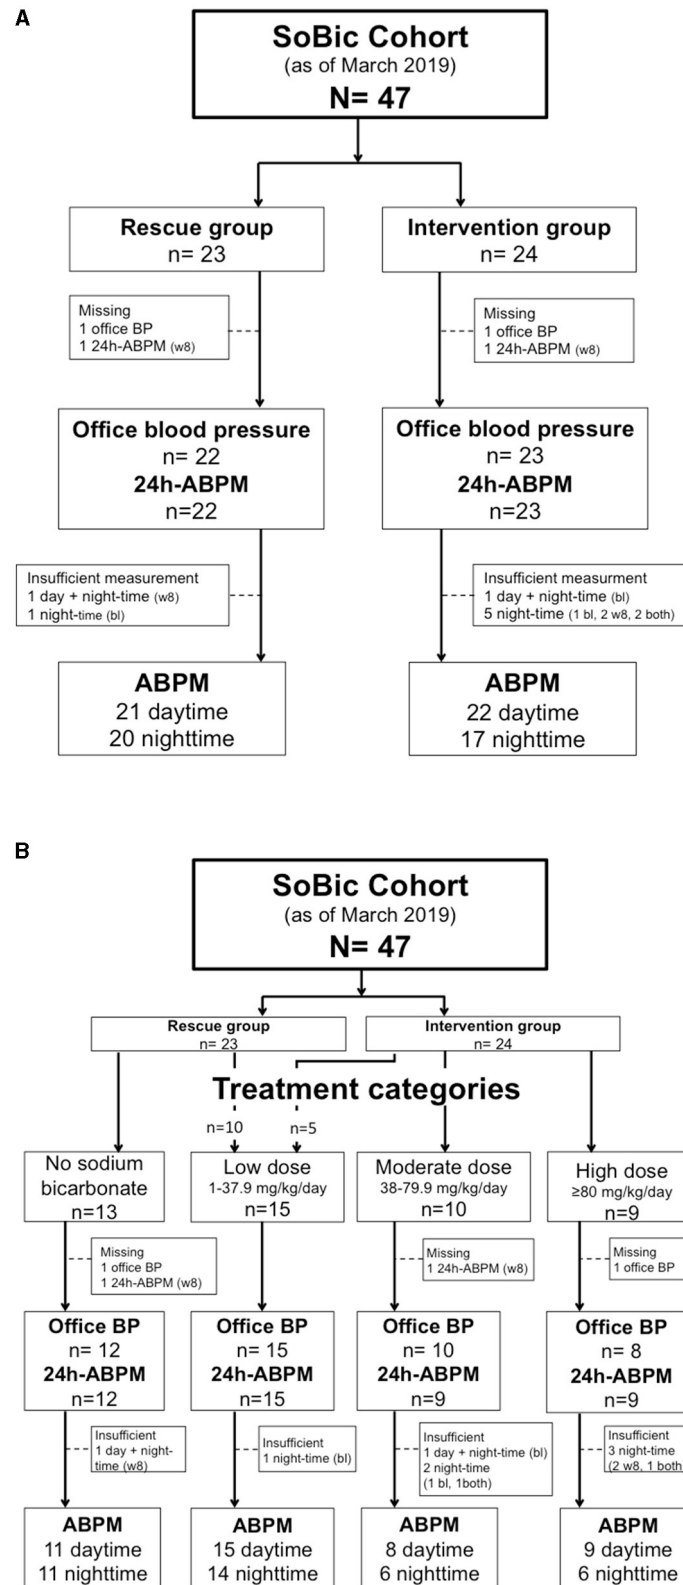 A
SoBic Cohort
(as of March 2019)
N= 47
Rescue group
n= 23
Intervention group
n= 24
Missing
1 office BP
1 24h-ABPM (w8)
Missing
1 office BP
1 24h-ABPM (w8)
Office blood pressure
n= 22
24h-ABPM
n=22
Office blood pressure
n= 23
24h-ABPM
n=23
Insufficient measurement
1 day + night-time (w8)
1 night-time (bl)
Insufficient measurment
1 day + night-time (bl)
5 night-time (1 bl, 2 w8, 2 both)
ABPM
21 daytime
20 nighttime
ABPM
22 daytime
17 nighttime
B
SoBic Cohort
(as of March 2019)
N= 47
Rescue group
n= 23
Intervention group
n= 24
Treatment categories
n=10
n=5
No sodium
bicarbonate
n=13
Low dose
1-37.9 mg/kg/day
n=15
Moderate dose
38-79.9 mg/kg/day
n=10
High dose
≥80 mg/kg/day
n=9
Missing
1 office BP
1 24h-ABPM (w8)
Missing
1 24h-ABPM (w8)
Missing
1 office BP
Office BP
n= 12
24h-ABPM
n=12
Office BP
n= 15
24h-ABPM
n=15
Office BP
n= 10
24h-ABPM
n=9
Office BP
n= 8
24h-ABPM
n=9
Insufficient
1 day + night-
time (w8)
Insufficient
1 night-time (bl)
Insufficient
1 day + night-time (bl)
2 night-time
(1 bl, 1both)
Insufficient
3 night-time
(2 w8, 1 both
ABPM
11 daytime
11 nighttime
ABPM
15 daytime
14 nighttime
ABPM
8 daytime
6 nighttime
ABPM
9 daytime
6 nighttime